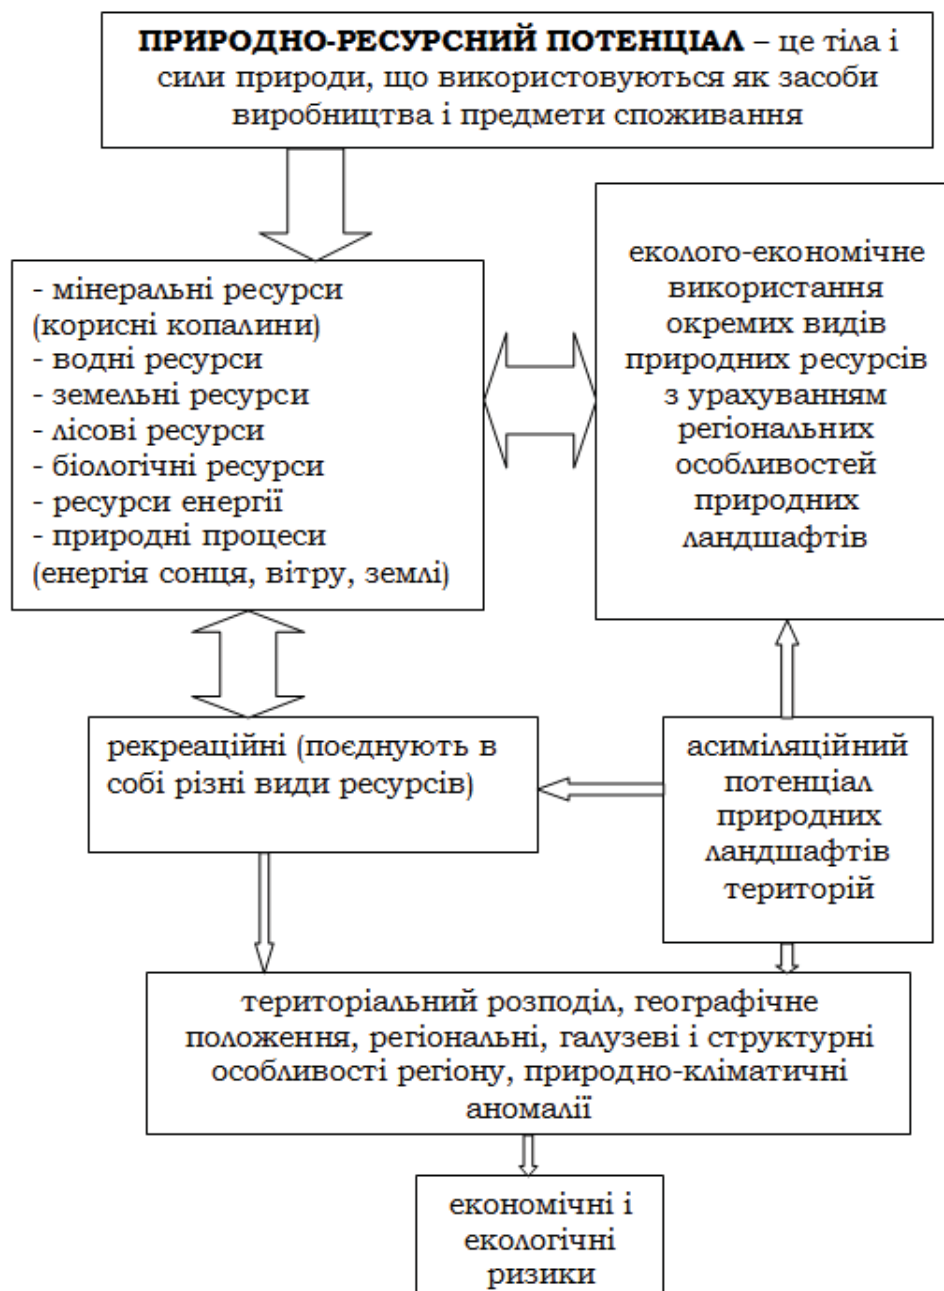 ПРИРОДНО-РЕСУРСНИЙ ПОТЕНЦІАЛ – це тіла і
сили природи, що використовуються як засоби
виробництва і предмети споживання
- мінеральні ресурси
(корисні копалини)
- водні ресурси
- земельні ресурси
- лісові ресурси
- біологічні ресурси
- ресурси енергії
- природні процеси
(енергія сонця, вітру, землі)
еколого-економічне
використання
окремих видів
природних ресурсів
з урахуванням
регіональних
особливостей
природних
ландшафтів
рекреаційні (поєднують в
собі різні види ресурсів)
асиміляційний
потенціал
природних
ландшафтів
територій
територіальний розподіл, географічне
положення, регіональні, галузеві і структурні
особливості регіону, природно-кліматичні
аномалії
економічні і
екологічні
ризики